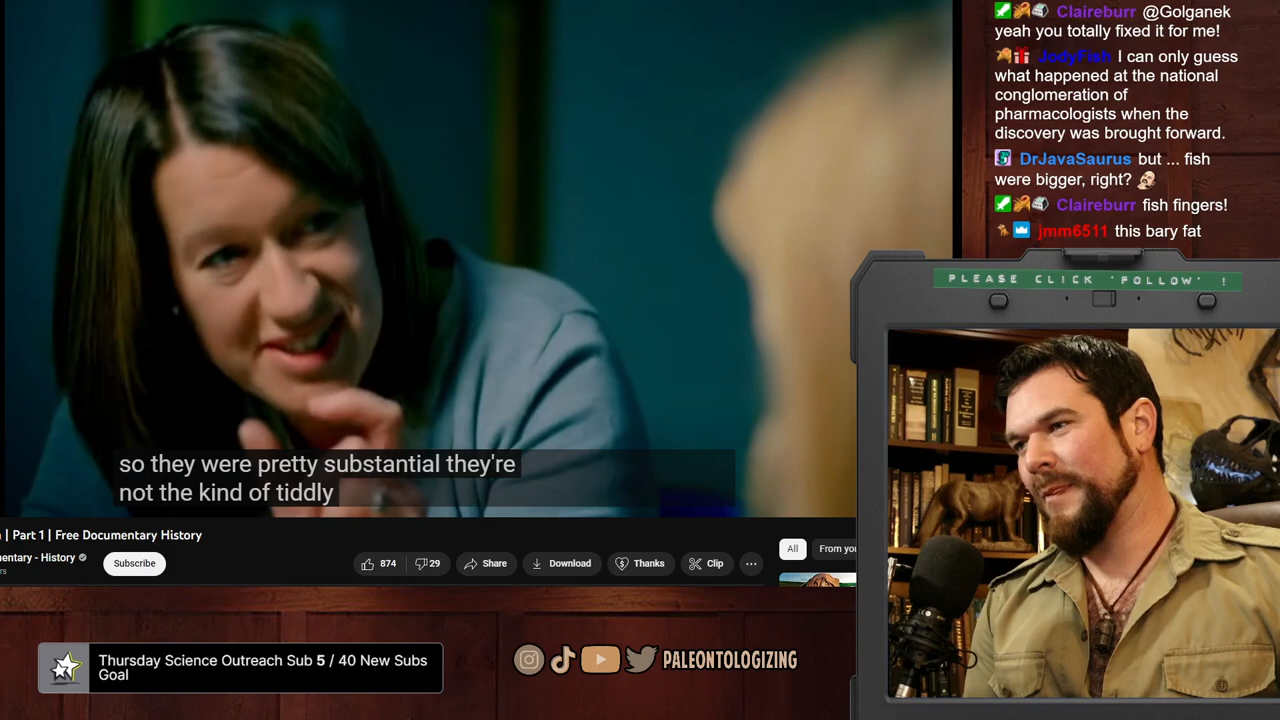 Claireburr @Golganek
yeah you totally fixed it for me!
JodyFish I can only guess
what happened at the national
conglomeration of
pharmacologists when the
discovery was brought forward.
DrJavaSaurus but ... fish
were bigger, right?
Claireburr fish fingers!
jmm6511 this bary fat
PLEASE CLICK 'FOLLOW' !
so they were pretty substantial they're
not the kind of tiddly
| Part 1 | Free Documentary History
entary - History
rs
Subscribe
874
29
Share
Download
Thanks
Clip
...
All
From you
Thursday Science Outreach Sub 5 / 40 New Subs
Goal
PALEONTOLOGIZING